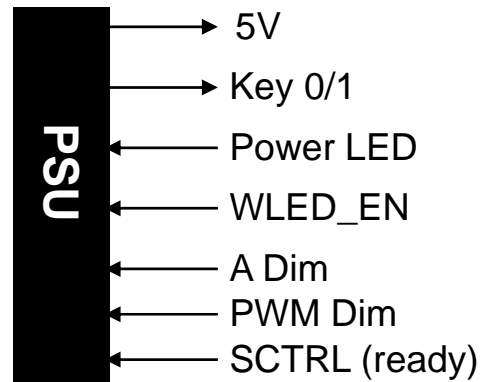 PSU
5V
Key 0/1
Power LED
WLED_EN
A Dim
PWM Dim
SCTRL (ready)